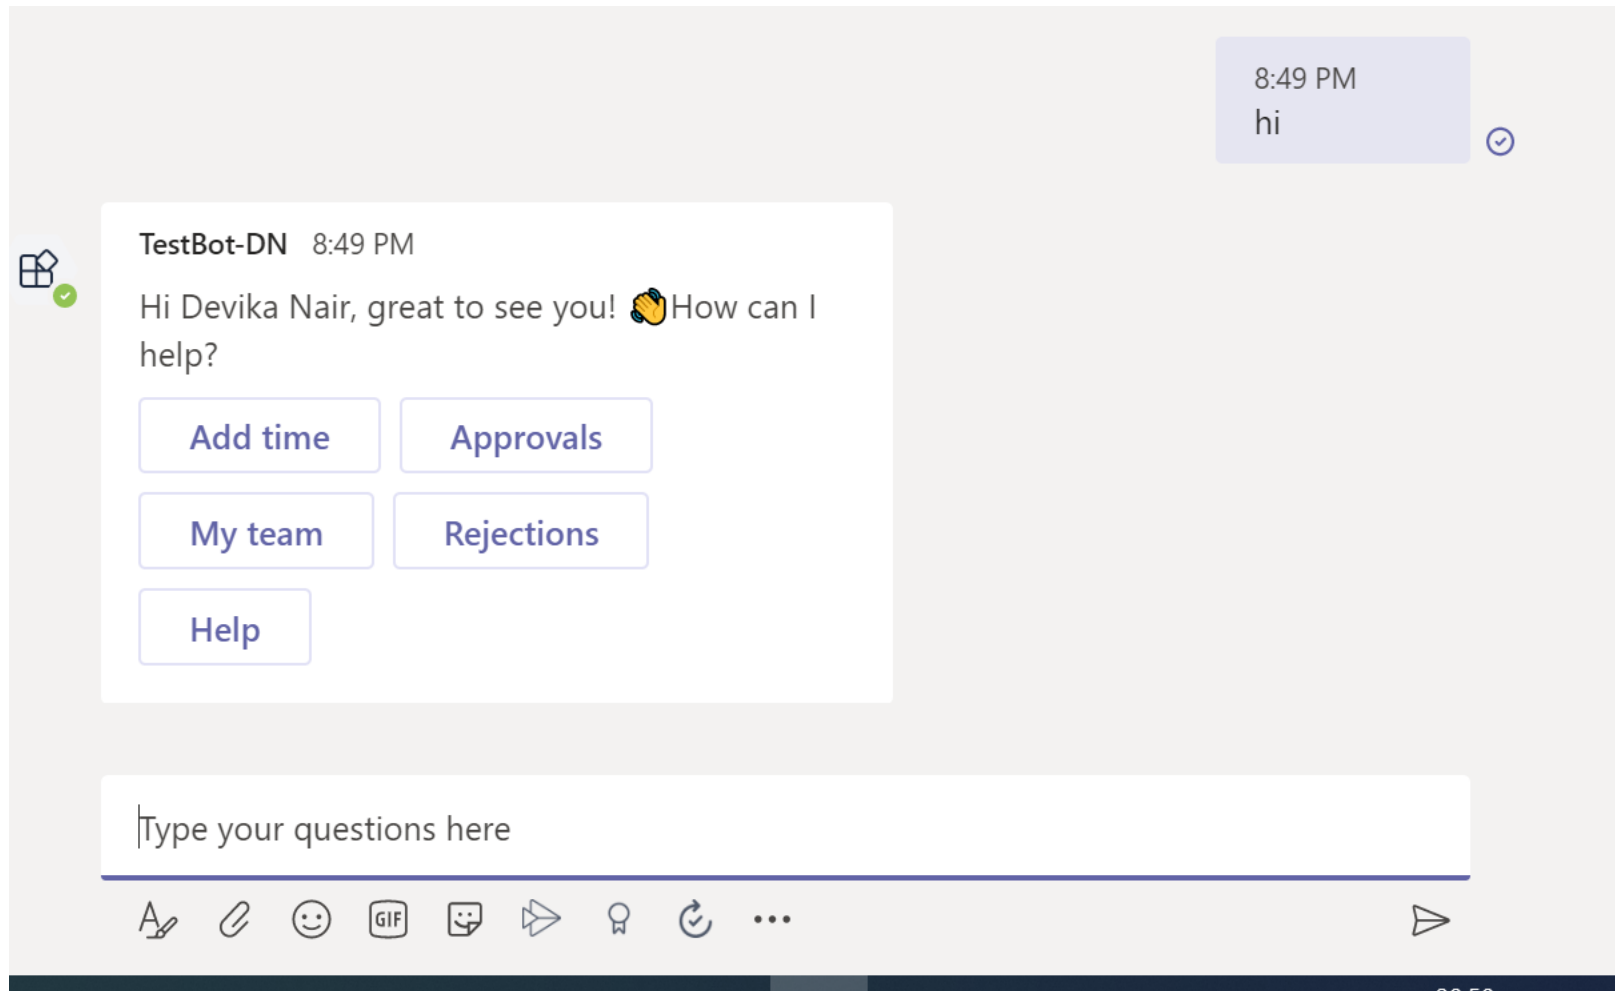 8:49 PM
hi
TestBot-DN 8:49 PM
Hi Devika Nair, great to see you! 👋How can I
help?
Add time Approvals
My team Rejections
Help
Type your questions here
GIF